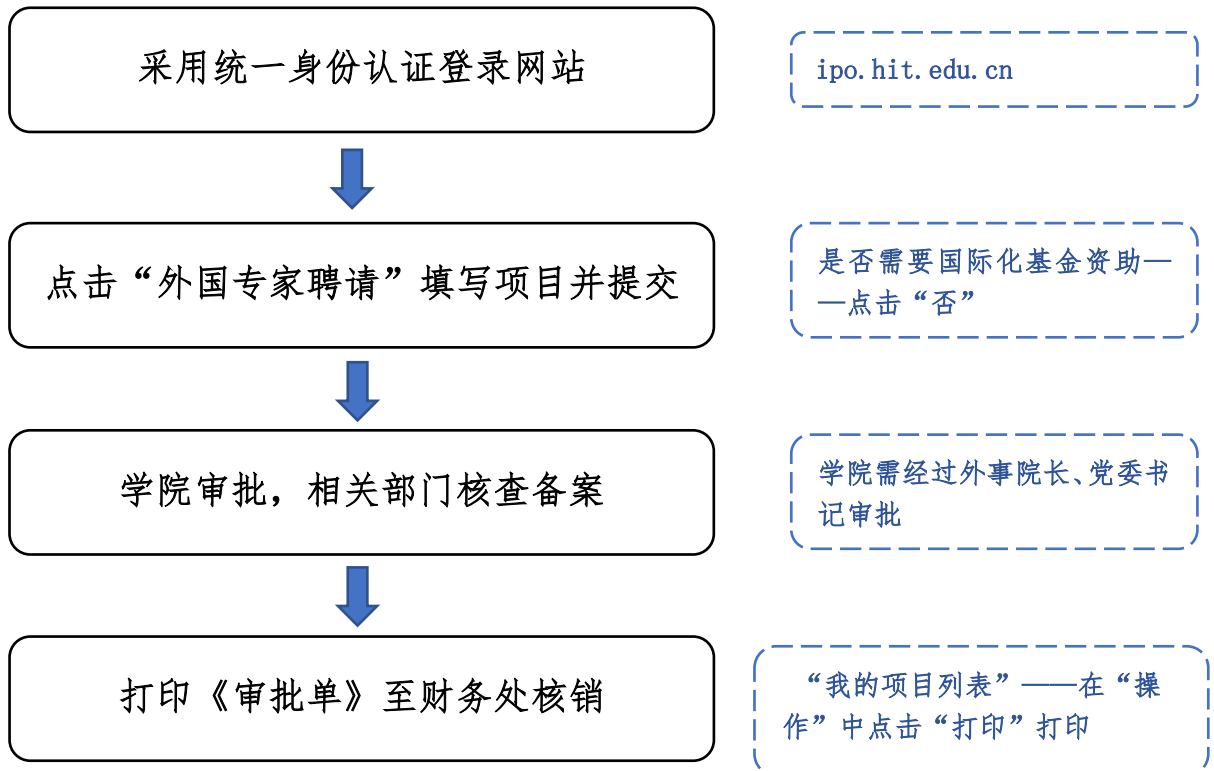 采用统一身份认证登录网站
ipo.hit.edu.cn
点击“外国专家聘请”填写项目并提交
是否需要国际化基金资助—
—点击“否”
学院审批，相关部门核查备案
学院需经过外事院长、党委书
记审批
打印《审批单》至财务处核销
“我的项目列表”——在“操
作”中点击“打印”打印